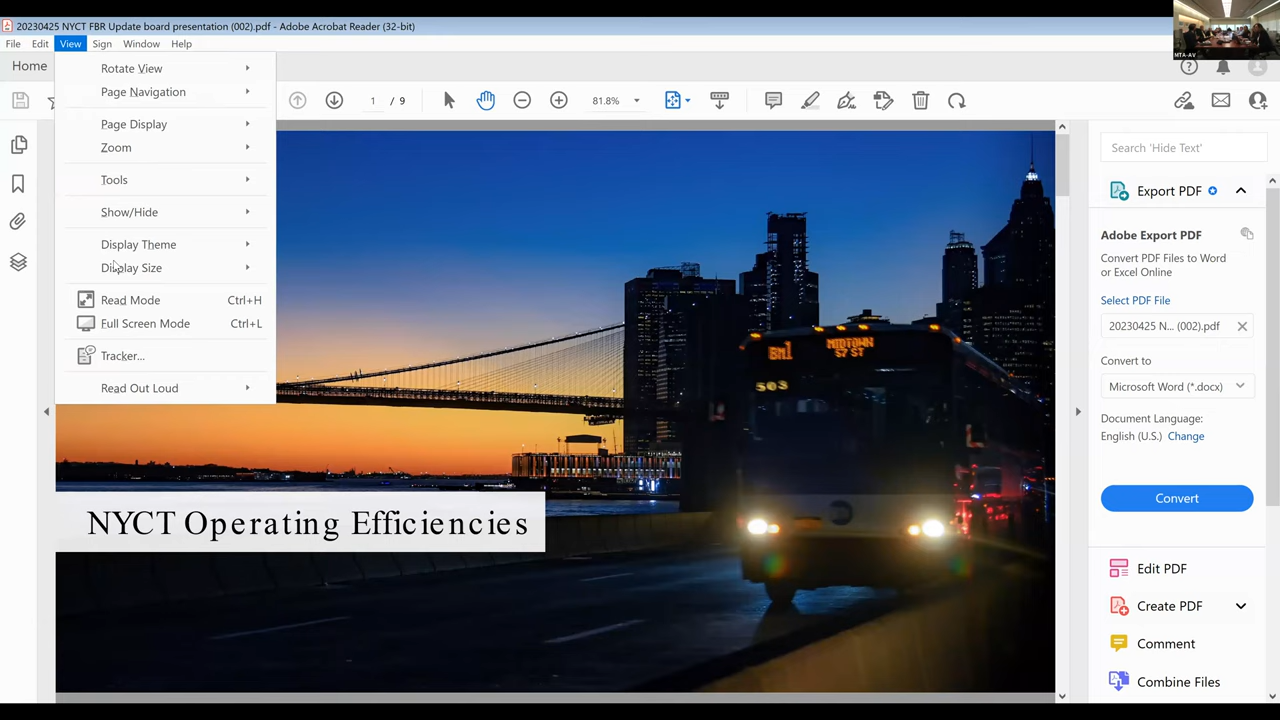 20230425 NYCT FBR Update board presentation (002).pdf - Adobe Acrobat Reader (32-bit)
File Edit View Sign Window Help
MTA-AV
Home
Rotate View
Page Navigation
Page Display
Zoom
Tools
Show/Hide
Display Theme
Display Size
Read Mode Ctrl+H
Full Screen Mode Ctrl+L
Tracker...
Read Out Loud
1 / 9
81.8%
Search 'Hide Text'
Export PDF
Adobe Export PDF
Convert PDF Files to Word
or Excel Online
Select PDF File
20230425 N... (002).pdf
Convert to
Microsoft Word (*.docx)
Document Language:
English (U.S.) Change
Convert
Edit PDF
Create PDF
Comment
Combine Files
MIDTOWN
503
NYCT Operating Efficiencies